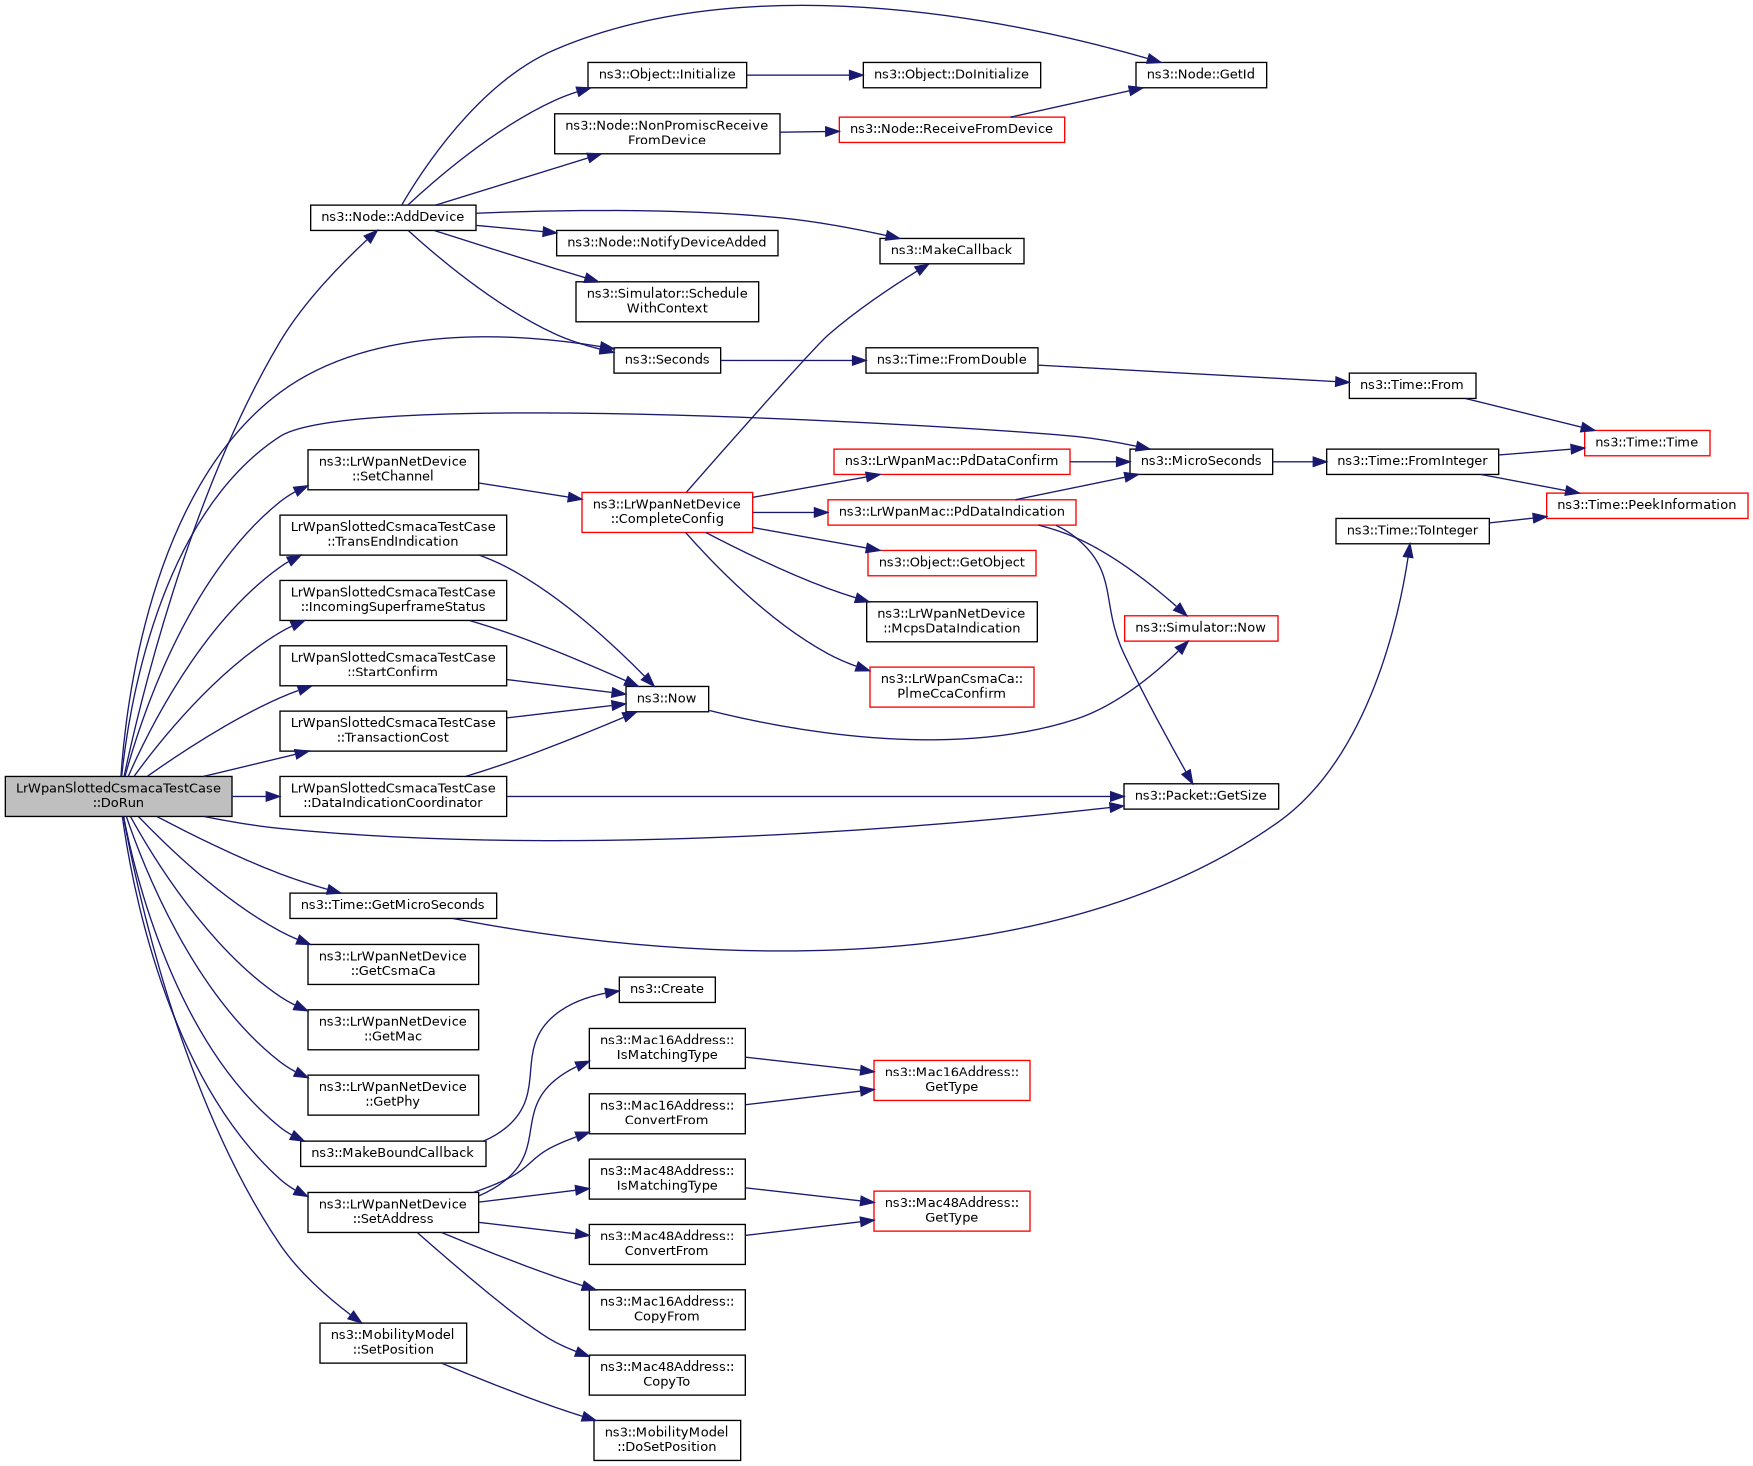 ns3::Object::Initialize
ns3::Object::DoInitialize
ns3::Node::GetId
ns3::Node::NonPromiscReceive
FromDevice
ns3::Node::ReceiveFromDevice
ns3::Node::AddDevice
ns3::Node::NotifyDeviceAdded
ns3::MakeCallback
ns3::Simulator::Schedule
WithContext
ns3::Seconds
ns3::Time::FromDouble
ns3::Time::From
ns3::Time::Time
ns3::LrWpanNetDevice
::SetChannel
ns3::LrWpanMac::PdDataConfirm
ns3::MicroSeconds
ns3::Time::FromInteger
ns3::LrWpanNetDevice
::CompleteConfig
ns3::LrWpanMac::PdDataIndication
ns3::Time::PeekInformation
ns3::Time::ToInteger
LrWpanSlottedCsmacaTestCase
::TransEndIndication
ns3::Object::GetObject
LrWpanSlottedCsmacaTestCase
::IncomingSuperframeStatus
ns3::LrWpanNetDevice
::McpsDataIndication
ns3::Simulator::Now
LrWpanSlottedCsmacaTestCase
::StartConfirm
ns3::LrWpanCsmaCa::
PlmeCcaConfirm
ns3::Now
LrWpanSlottedCsmacaTestCase
::TransactionCost
LrWpanSlottedCsmacaTestCase
::DoRun
LrWpanSlottedCsmacaTestCase
::DataIndicationCoordinator
ns3::Packet::GetSize
ns3::Time::GetMicroSeconds
ns3::LrWpanNetDevice
::GetCsmaCa
ns3::Create
ns3::LrWpanNetDevice
::GetMac
ns3::Mac16Address::
IsMatchingType
ns3::Mac16Address::
GetType
ns3::LrWpanNetDevice
::GetPhy
ns3::Mac16Address::
ConvertFrom
ns3::MakeBoundCallback
ns3::Mac48Address::
IsMatchingType
ns3::LrWpanNetDevice
::SetAddress
ns3::Mac48Address::
GetType
ns3::Mac48Address::
ConvertFrom
ns3::Mac16Address::
CopyFrom
ns3::MobilityModel
::SetPosition
ns3::Mac48Address::
CopyTo
ns3::MobilityModel
::DoSetPosition